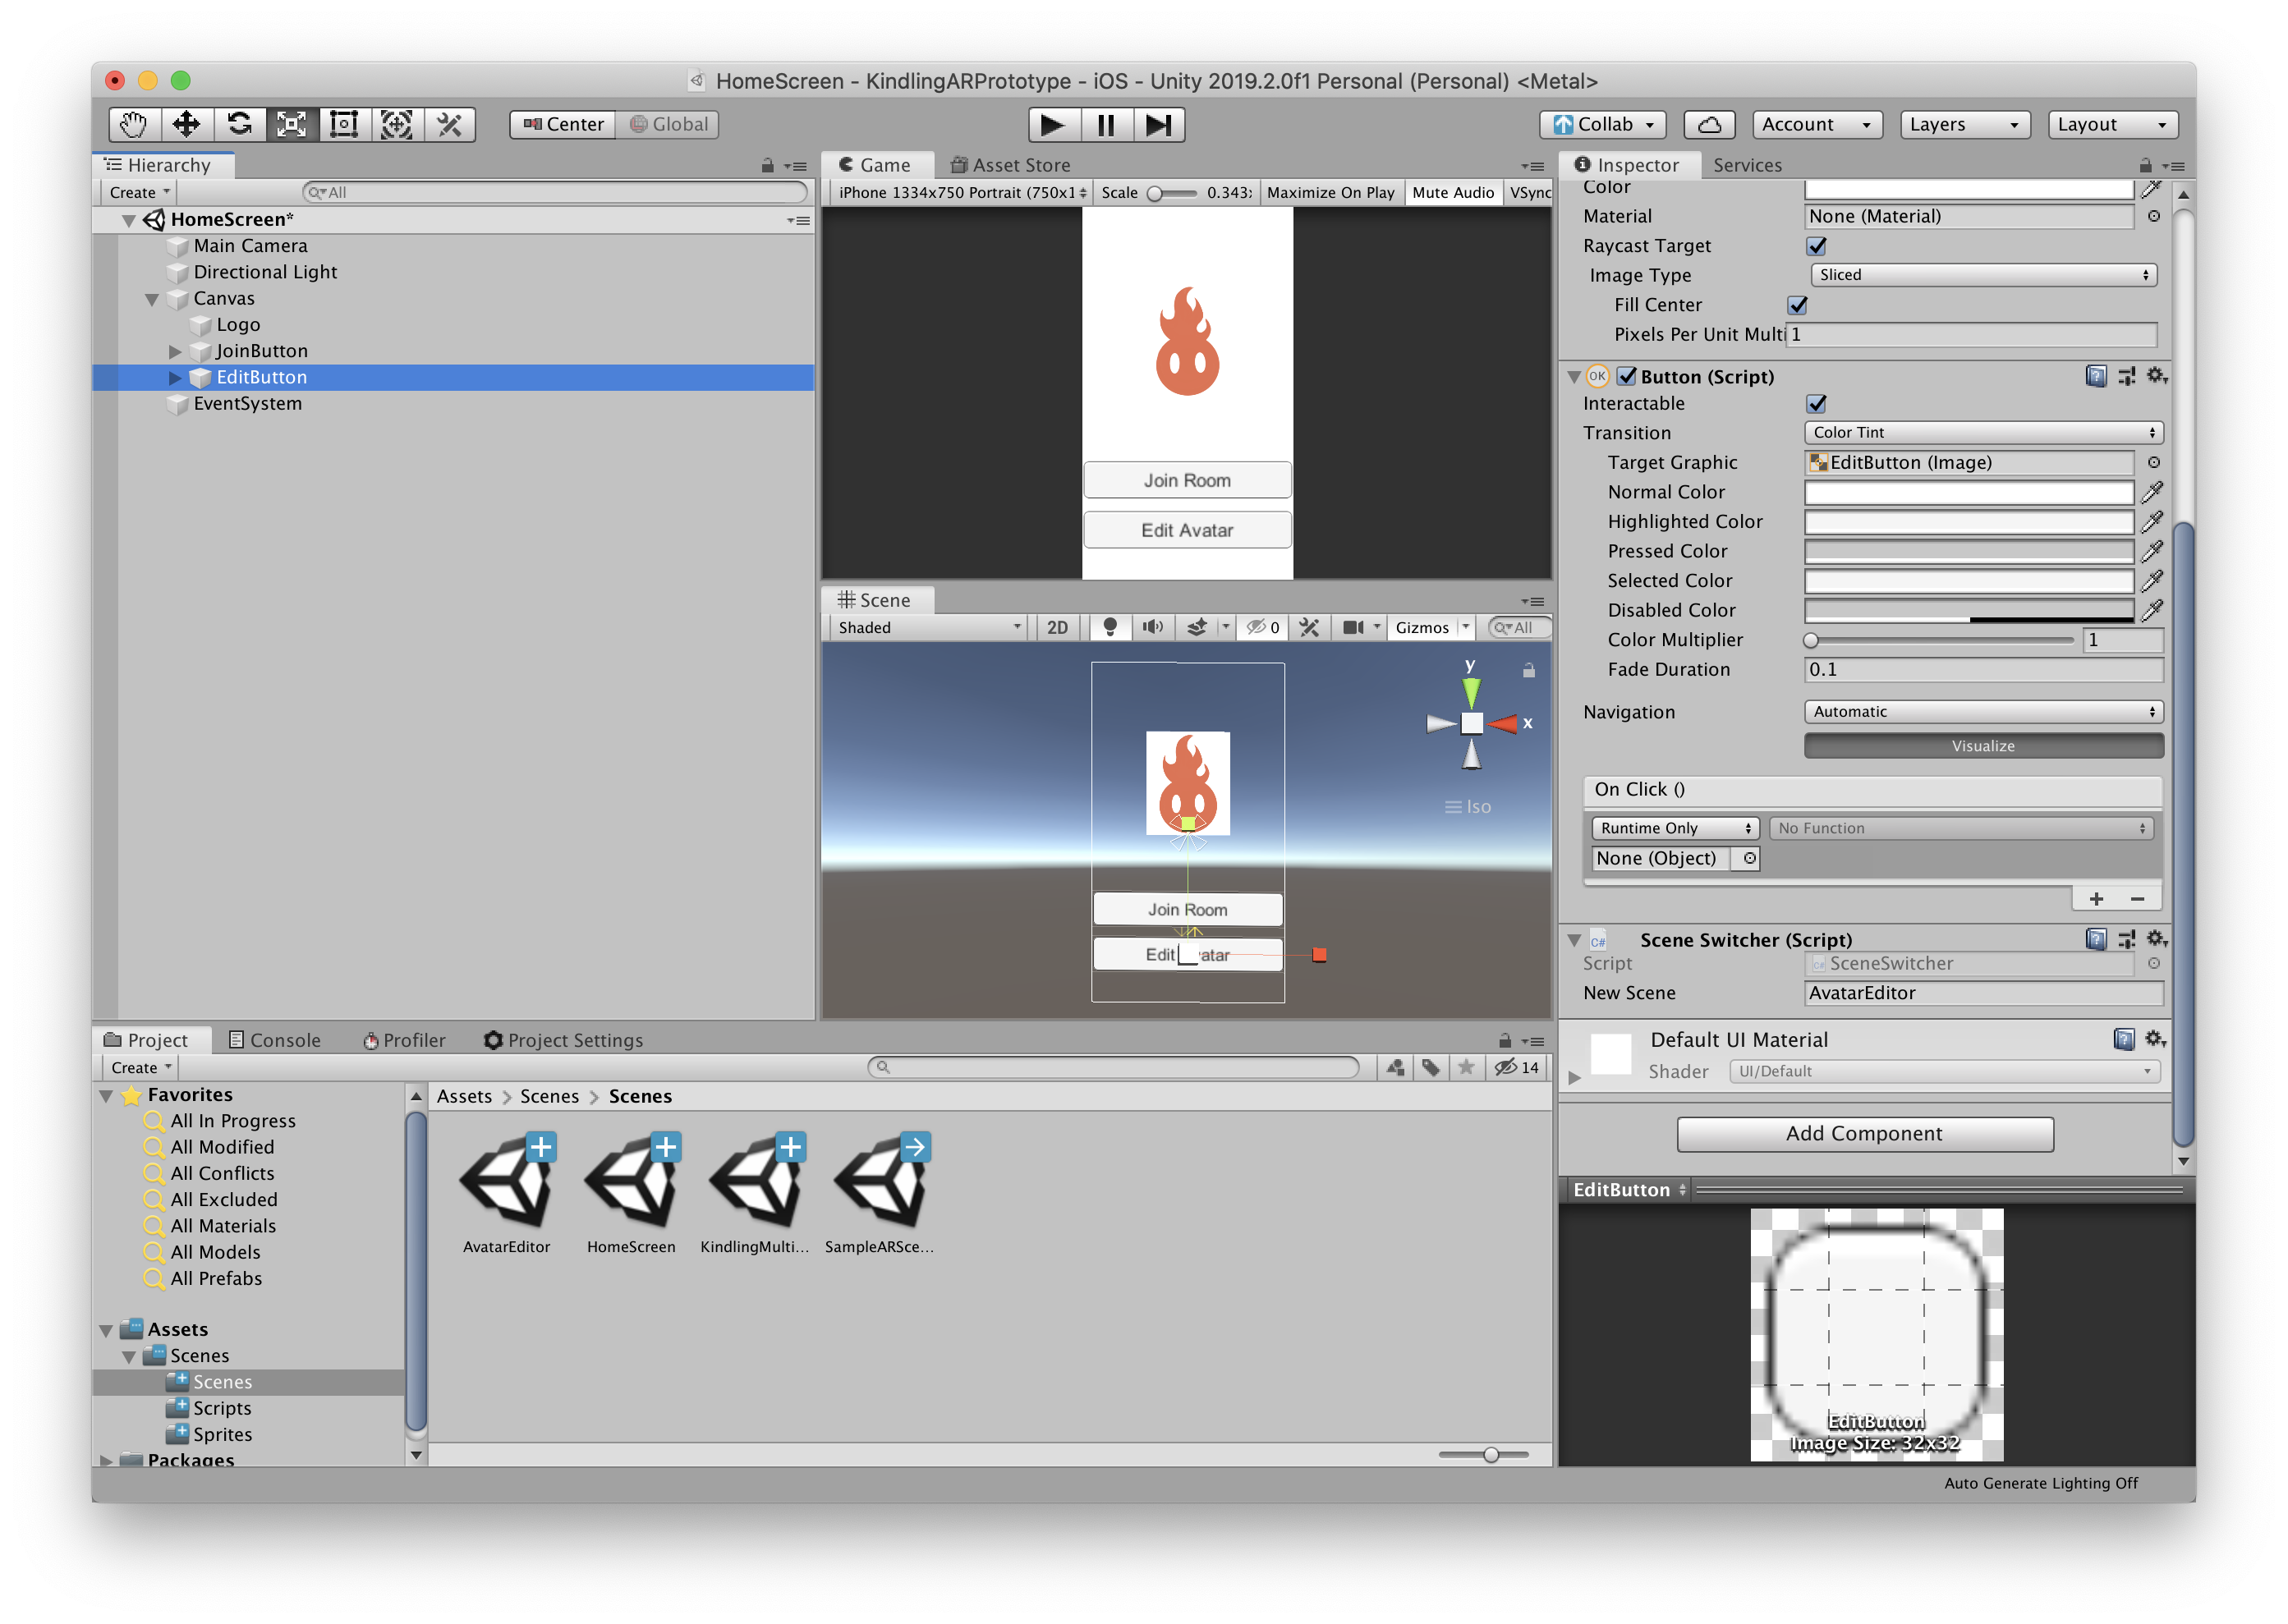 HomeScreen - KindlingARPrototype - iOS - Unity 2019.2.0f1 Personal (Personal) <Metal>
Center
Global
Collab
Account
Layers
Layout
Hierarchy
Create
All
HomeScreen*
Main Camera
Directional Light
Canvas
Logo
JoinButton
EditButton
EventSystem
Game
Asset Store
iPhone 1334x750 Portrait (750x1
Scale
0.343
Maximize On Play
Mute Audio
VSync
Join Room
Edit Avatar
Scene
Shaded
2D
0
Gizmos
All
y
x
Iso
Join Room
Edit
atar
Inspector
Services
Color
Material
None (Material)
Raycast Target
Image Type
Sliced
Fill Center
Pixels Per Unit Multi
1
OK
Button (Script)
Interactable
Transition
Color Tint
Target Graphic
EditButton (Image)
Normal Color
Highlighted Color
Pressed Color
Selected Color
Disabled Color
Color Multiplier
1
Fade Duration
0.1
Navigation
Automatic
Visualize
On Click ()
Runtime Only
No Function
None (Object)
C#
Scene Switcher (Script)
Script
SceneSwitcher
New Scene
AvatarEditor
Default UI Material
Shader
UI/Default
Add Component
EditButton
EditButton
Image Size: 32x32
Project
Console
Profiler
Project Settings
Create
14
Favorites
All In Progress
All Modified
All Conflicts
All Excluded
All Materials
All Models
All Prefabs
Assets
Scenes
Scenes
Scripts
Sprites
Packages
Assets > Scenes > Scenes
AvatarEditor
HomeScreen
KindlingMulti...
SampleARSce...
Auto Generate Lighting Off